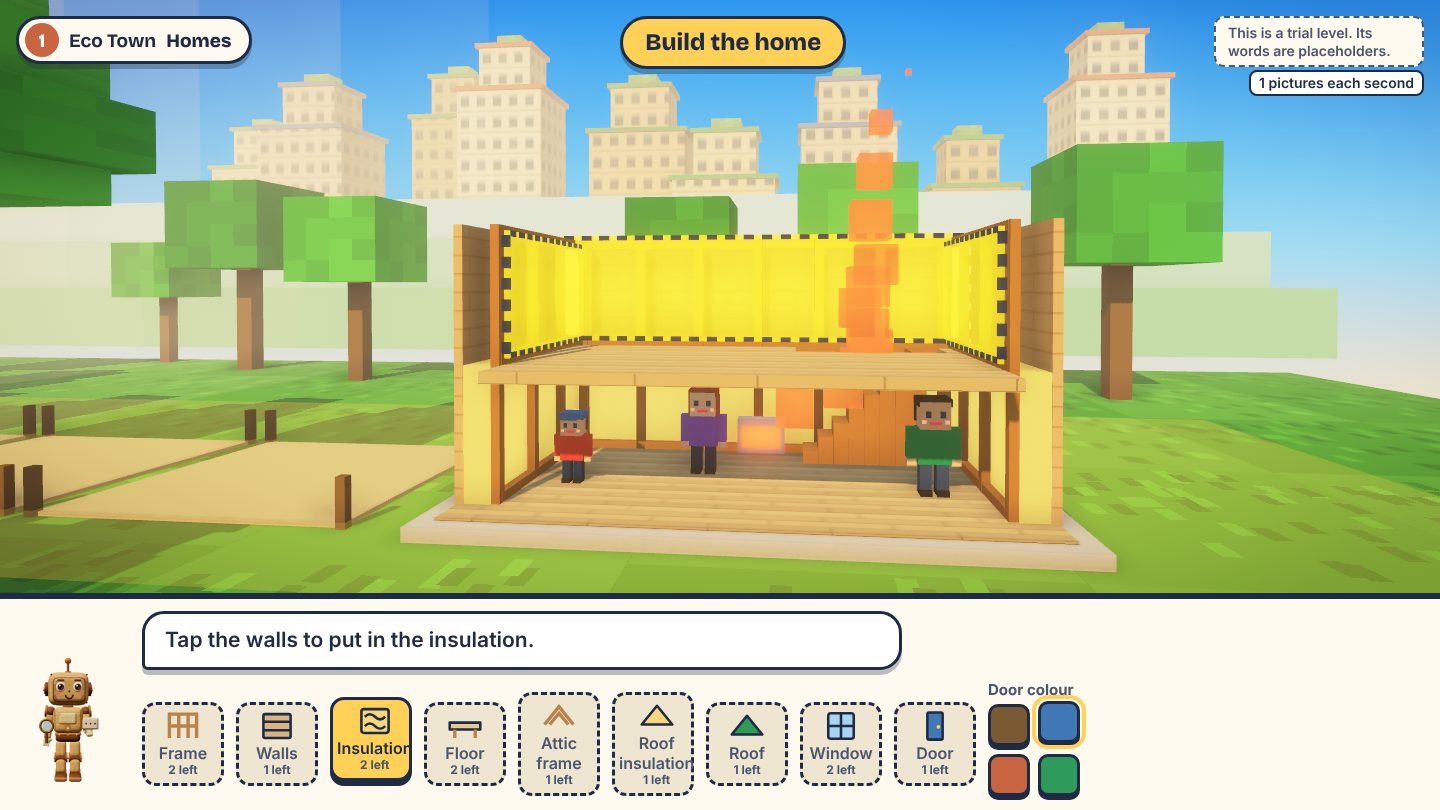 1 Eco Town Homes
Build the home
This is a trial level. Its
words are placeholders.
1 pictures each second
Tap the walls to put in the insulation.
Door colour
Frame
2 left
Walls
1 left
Insulation
2 left
Floor
2 left
Attic
frame
1 left
Roof
insulation
1 left
Roof
1 left
Window
2 left
Door
1 left